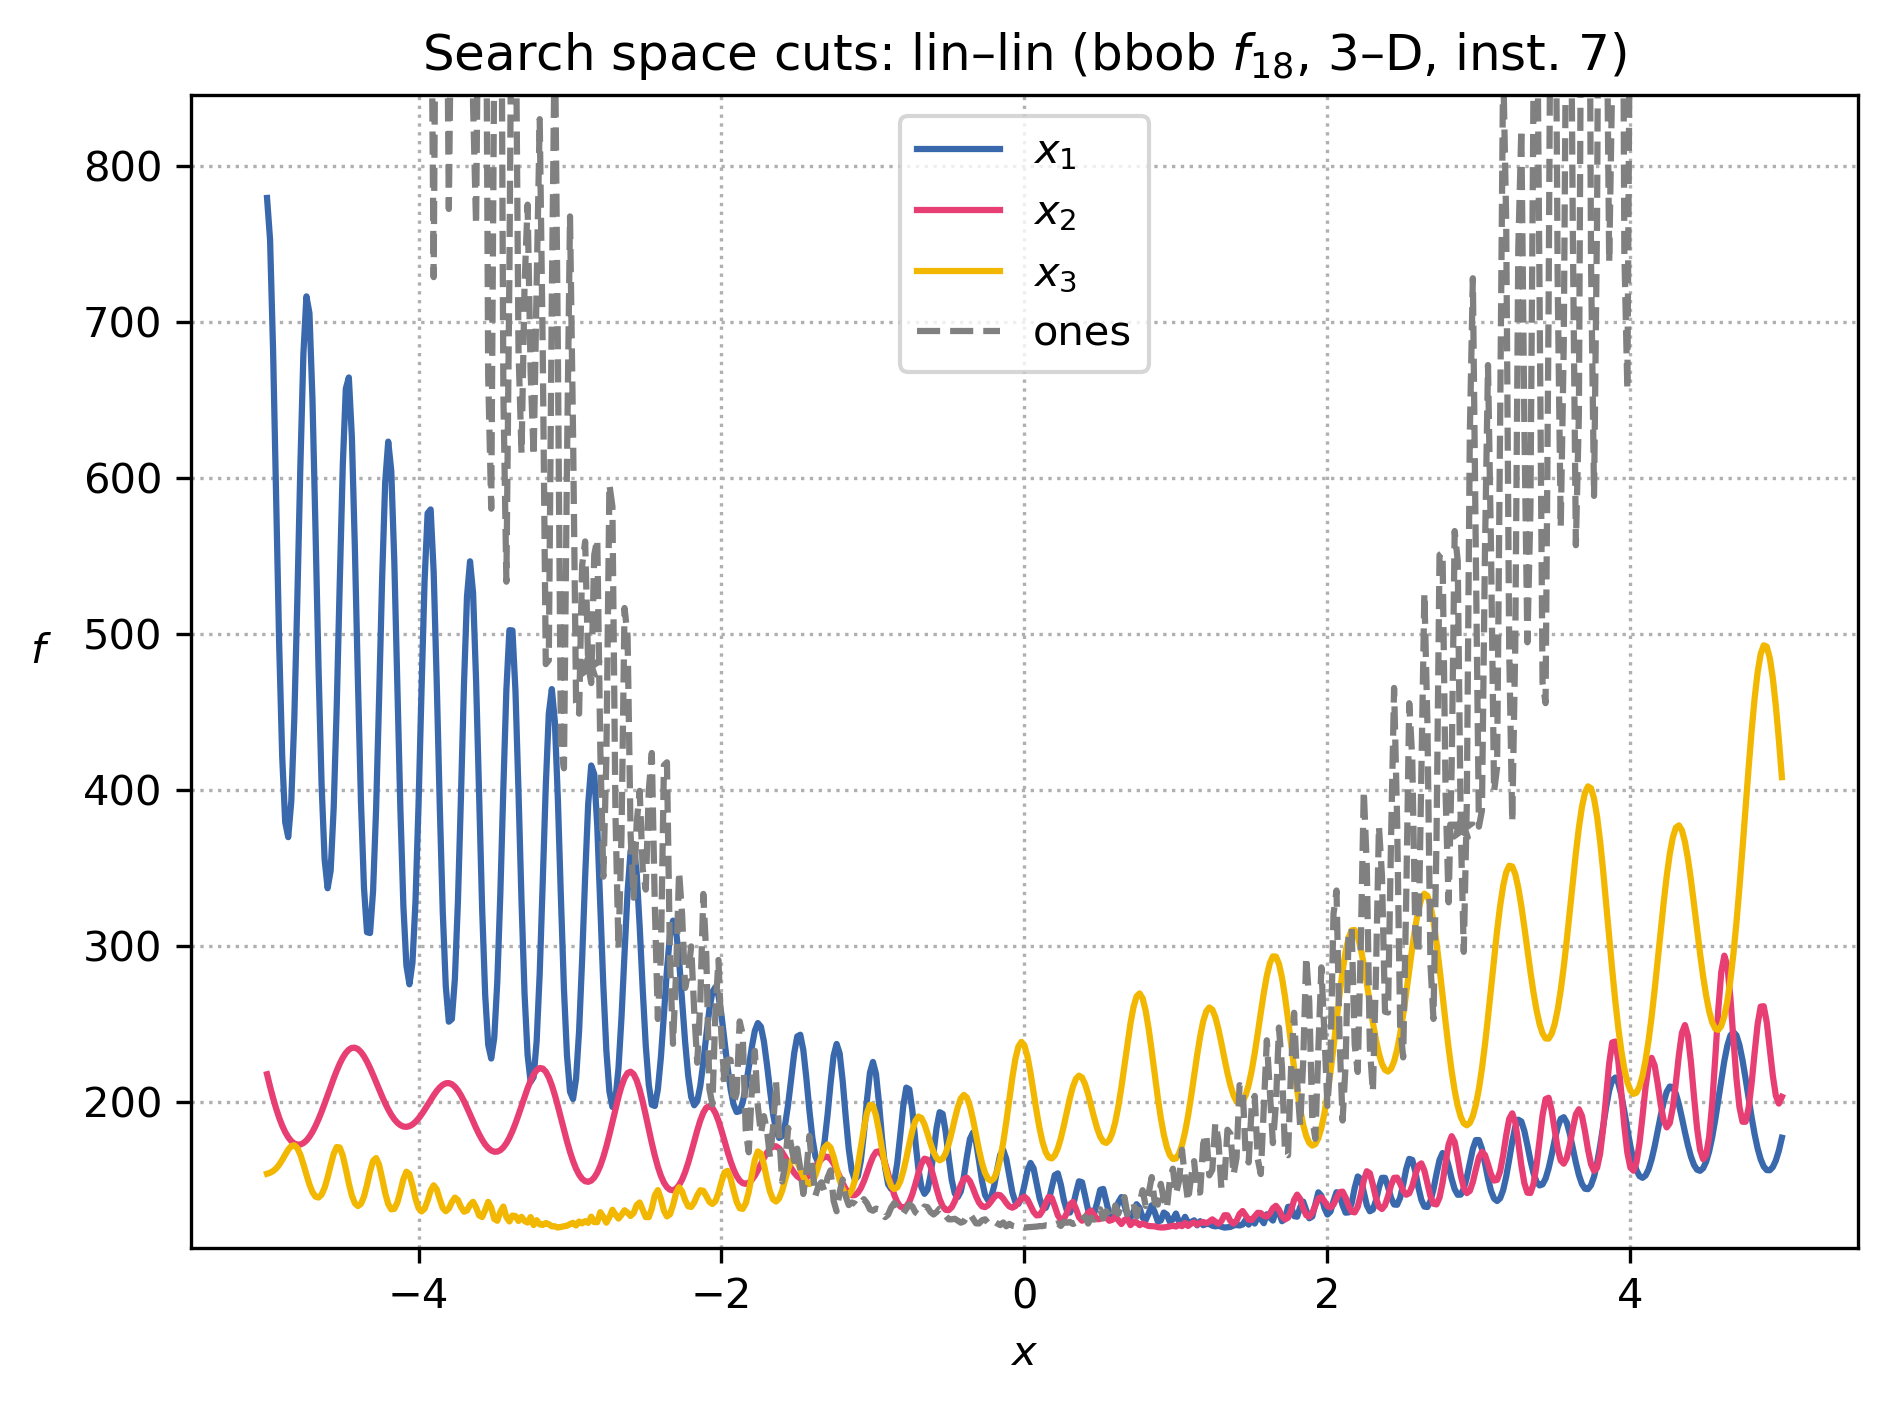 Search space cuts: lin–lin (bbob f₁₈, 3–D, inst. 7)
x₁
x₂
x₃
ones
f
800
700
600
500
400
300
200
−4 −2 0 2 4
x